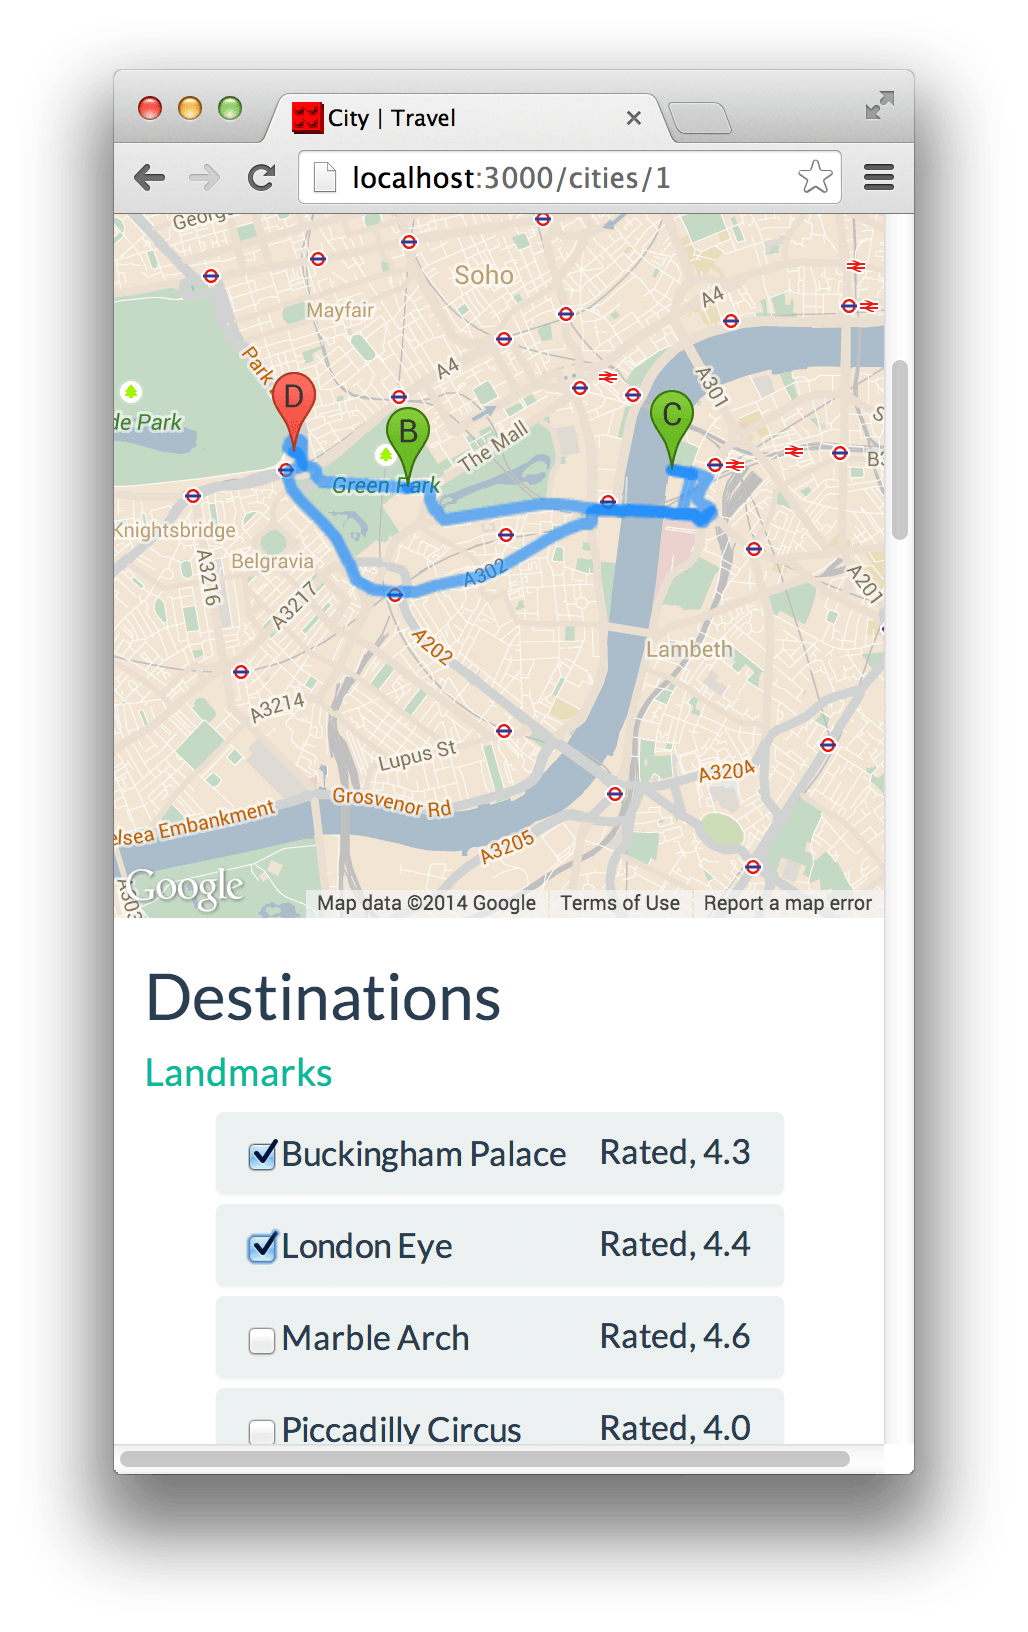 City | Travel
localhost:3000/cities/1
Soho
A4
Mayfair
Park
A4
A301
D
C
B
de Park
The Mall
Green Park
Knightsbridge
Belgravia
A302
A3216
A3217
A201
A202
Lambeth
A3214
Lupus St
A3204
Grosvenor Rd
elsea Embankment
A3205
Google
Map data ©2014 Google
Terms of Use
Report a map error
Destinations
Landmarks
Buckingham Palace Rated, 4.3
London Eye Rated, 4.4
Marble Arch Rated, 4.6
Piccadilly Circus Rated, 4.0